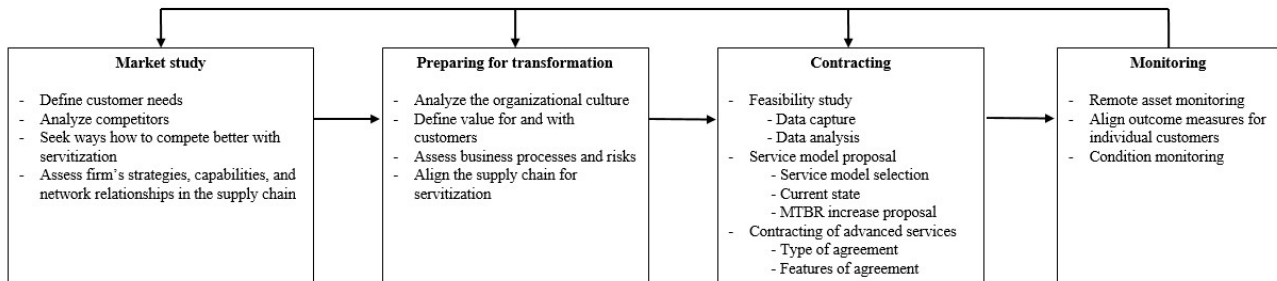 Market study
- Define customer needs
- Analyze competitors
- Seek ways how to compete better with
servitization
- Assess firm's strategies, capabilities, and
network relationships in the supply chain
Preparing for transformation
- Analyze the organizational culture
- Define value for and with
customers
- Assess business processes and risks
- Align the supply chain for
servitization
Contracting
- Feasibility study
- Data capture
- Data analysis
- Service model proposal
- Service model selection
- Current state
- MTBR increase proposal
- Contracting of advanced services
- Type of agreement
- Features of agreement
Monitoring
- Remote asset monitoring
- Align outcome measures for
individual customers
- Condition monitoring